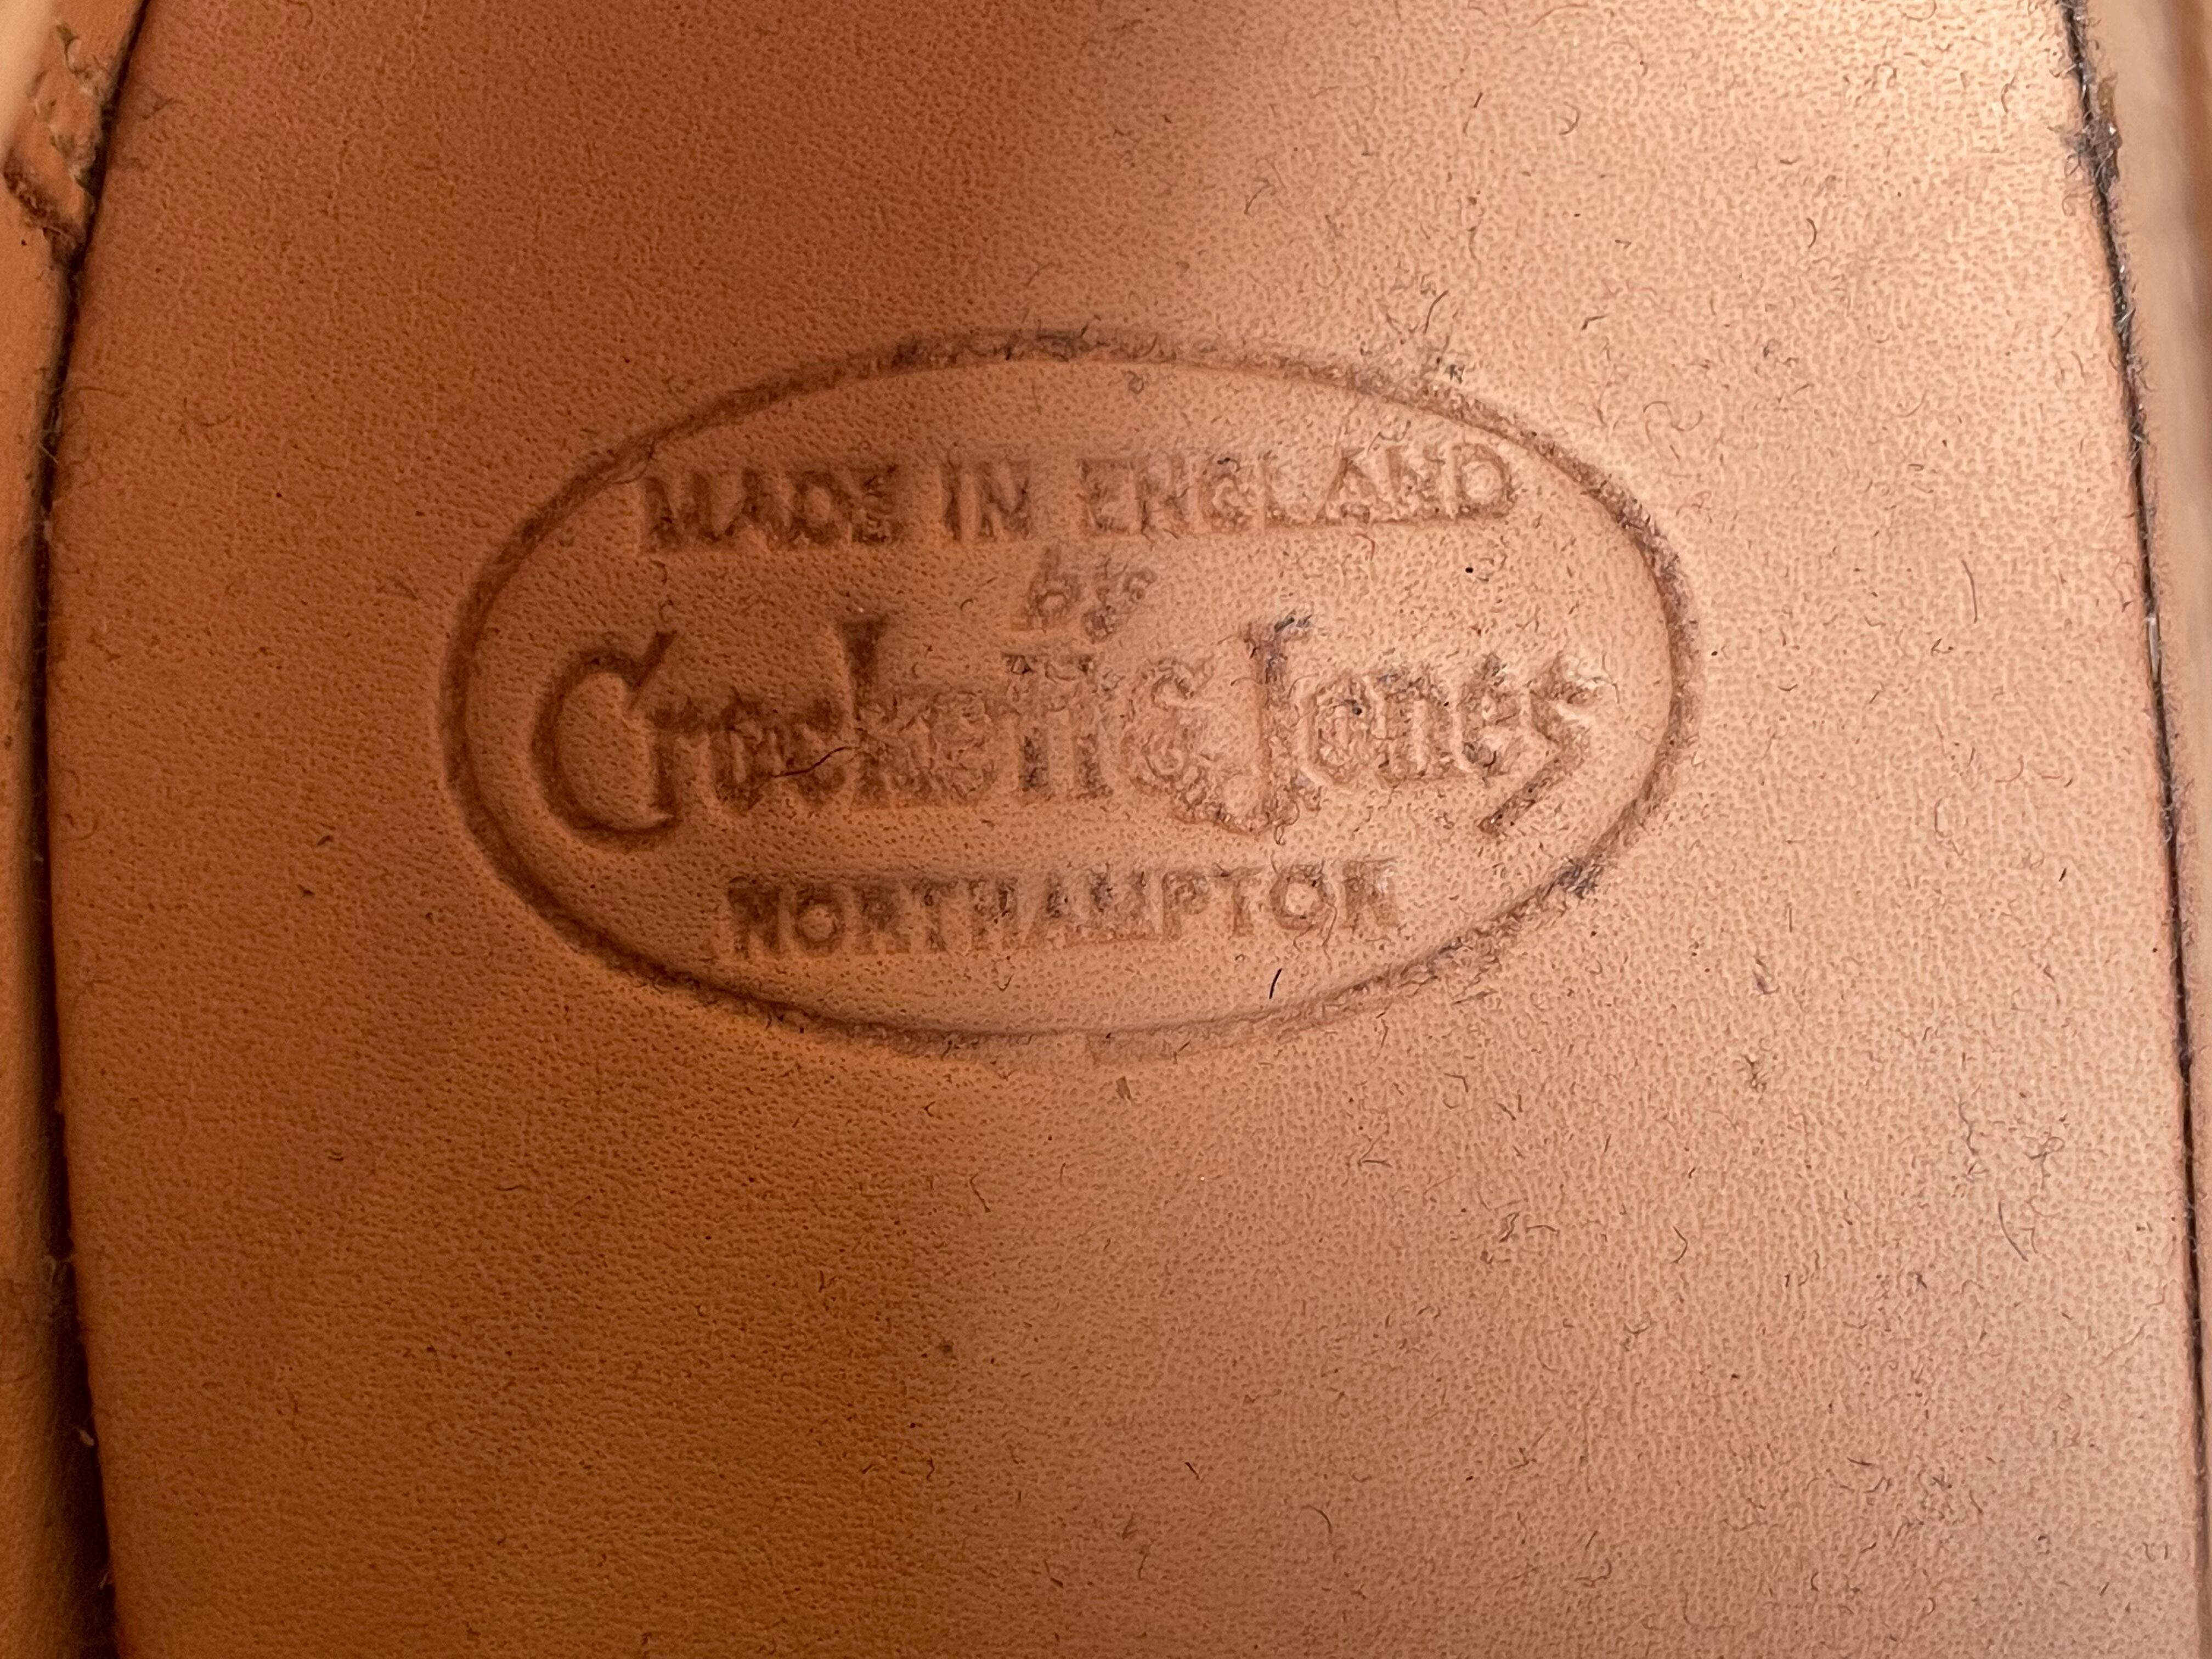 MADE IN ENGLAND
by
Crockett & Jones
NORTHAMPTON